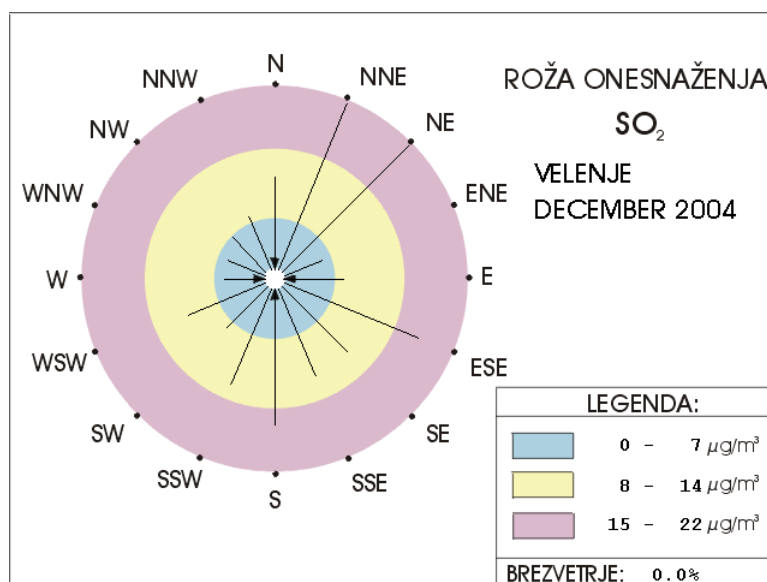 ROŽA ONESNAŽENJA
SO₂
VELENJE
DECEMBER 2004
N
NNE
NE
ENE
E
ESE
SE
SSE
S
SSW
SW
WSW
W
WNW
NW
NNW
LEGENDA:
0 - 7 µg/m³
8 - 14 µg/m³
15 - 22 µg/m³
BREZVETRJE: 0.0%